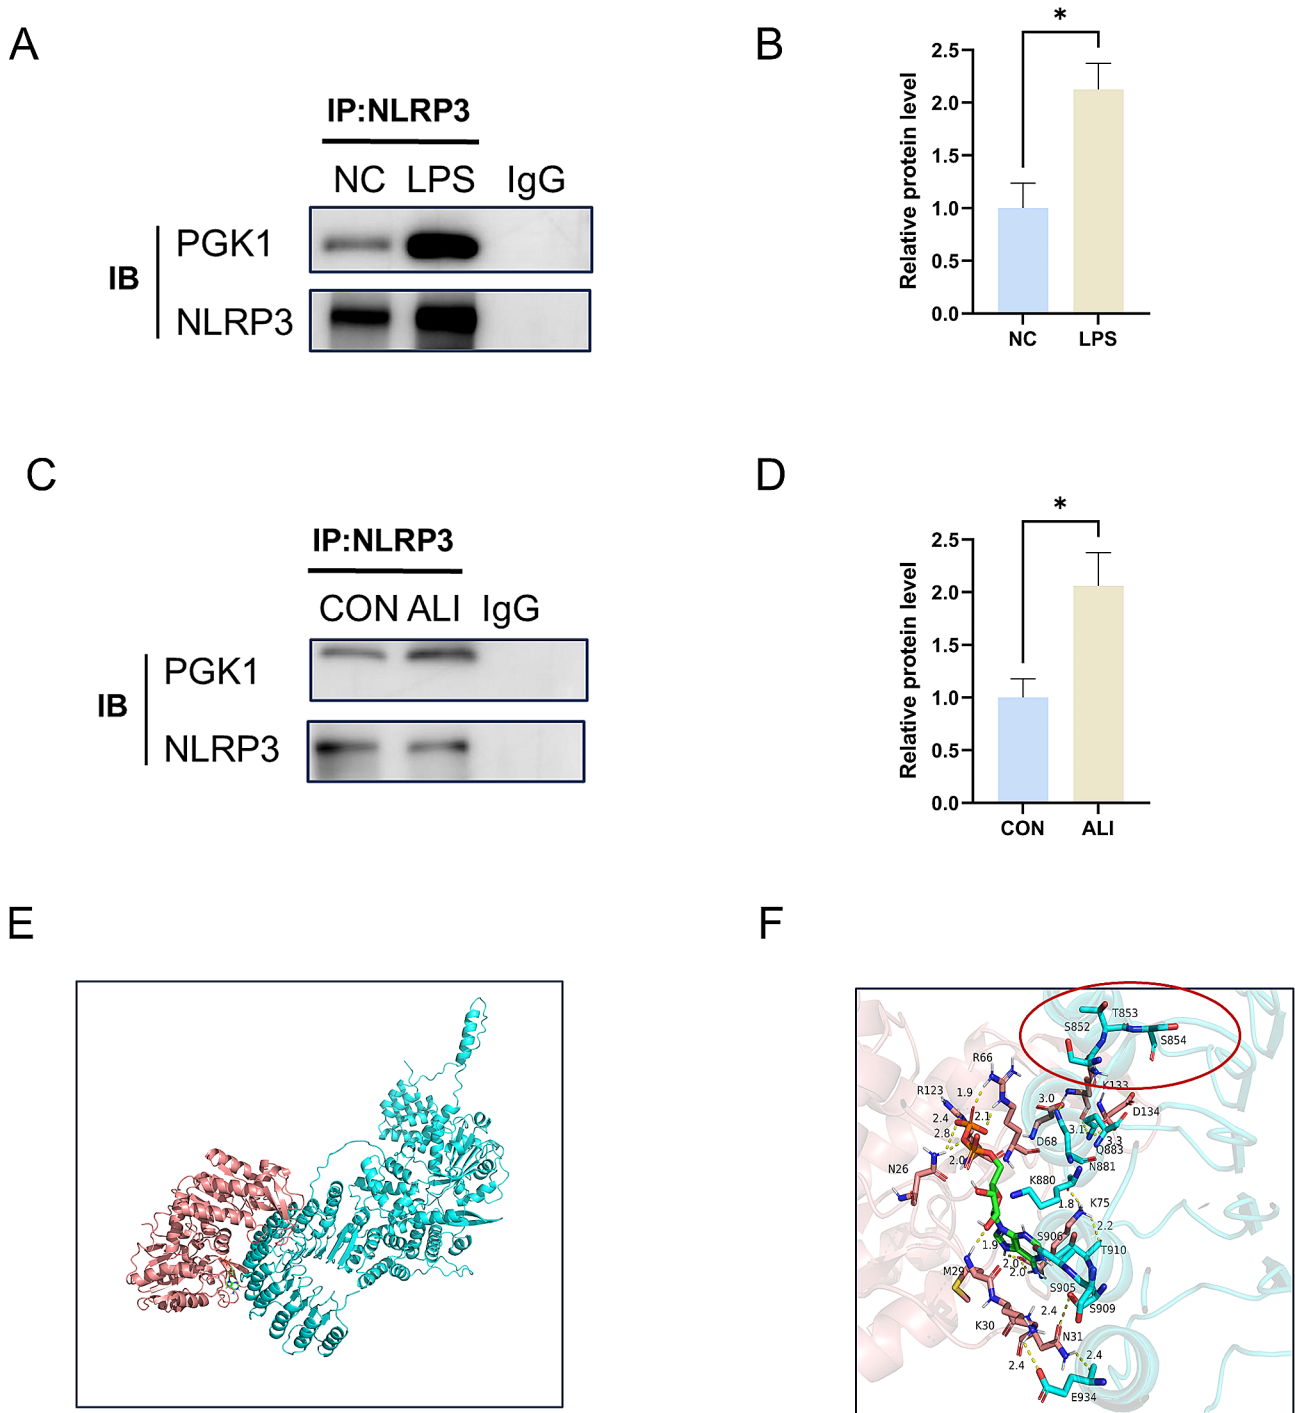 A
IP:NLRP3
NC LPS IgG
IB
PGK1
NLRP3
B
*
Relative protein level
2.5
2.0
1.5
1.0
0.5
0.0
NC LPS
C
IP:NLRP3
CON ALI IgG
IB
PGK1
NLRP3
D
*
Relative protein level
2.5
2.0
1.5
1.0
0.5
0.0
CON ALI
E
F
T853
S852
S854
R66
K133
R123
1.9
3.0
D134
2.4
2.1
3.1
3.3
2.8
D68
Q883
2.0
N881
N26
K880
1.8
K75
2.2
S906
T910
1.9
2.0
2.0
M29
S905
2.4
S909
K30
N31
2.4
2.4
E934